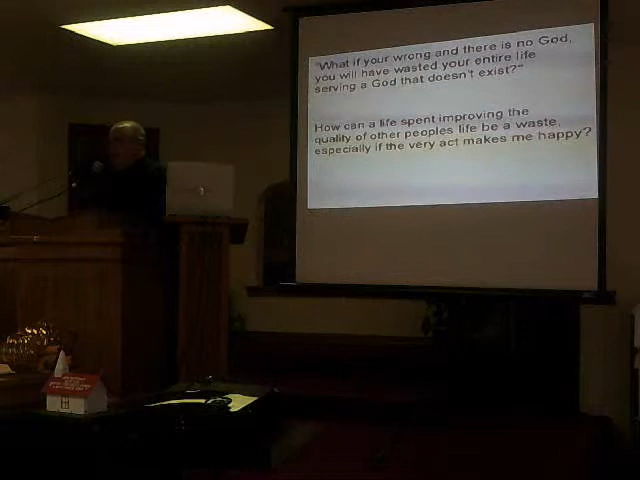 "What if your wrong and there is no God,
you will have wasted your entire life
serving a God that doesn't exist?"
How can a life spent improving the
quality of other peoples life be a waste,
especially if the very act makes me happy?